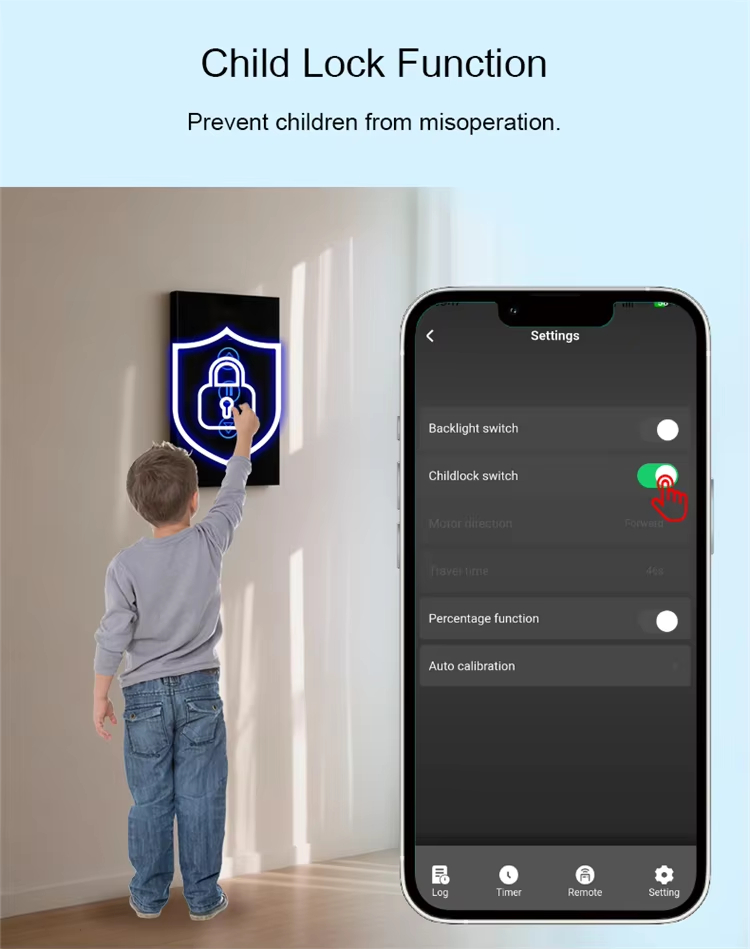 Child Lock Function
Prevent children from misoperation.
Settings
Backlight switch
Childlock switch
Motor direction Forward
Travel time 46s
Percentage function
Auto calibration
Log Timer Remote Setting